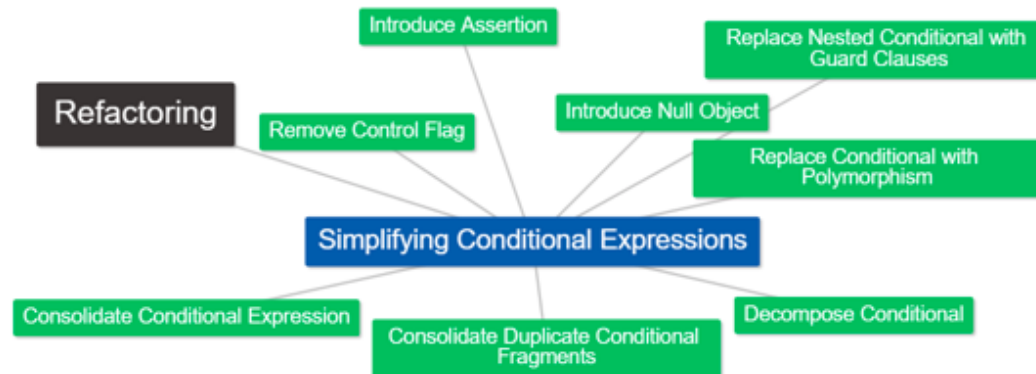 Introduce Assertion
Replace Nested Conditional with
Guard Clauses
Refactoring
Introduce Null Object
Remove Control Flag
Replace Conditional with
Polymorphism
Simplifying Conditional Expressions
Consolidate Conditional Expression
Consolidate Duplicate Conditional
Fragments
Decompose Conditional